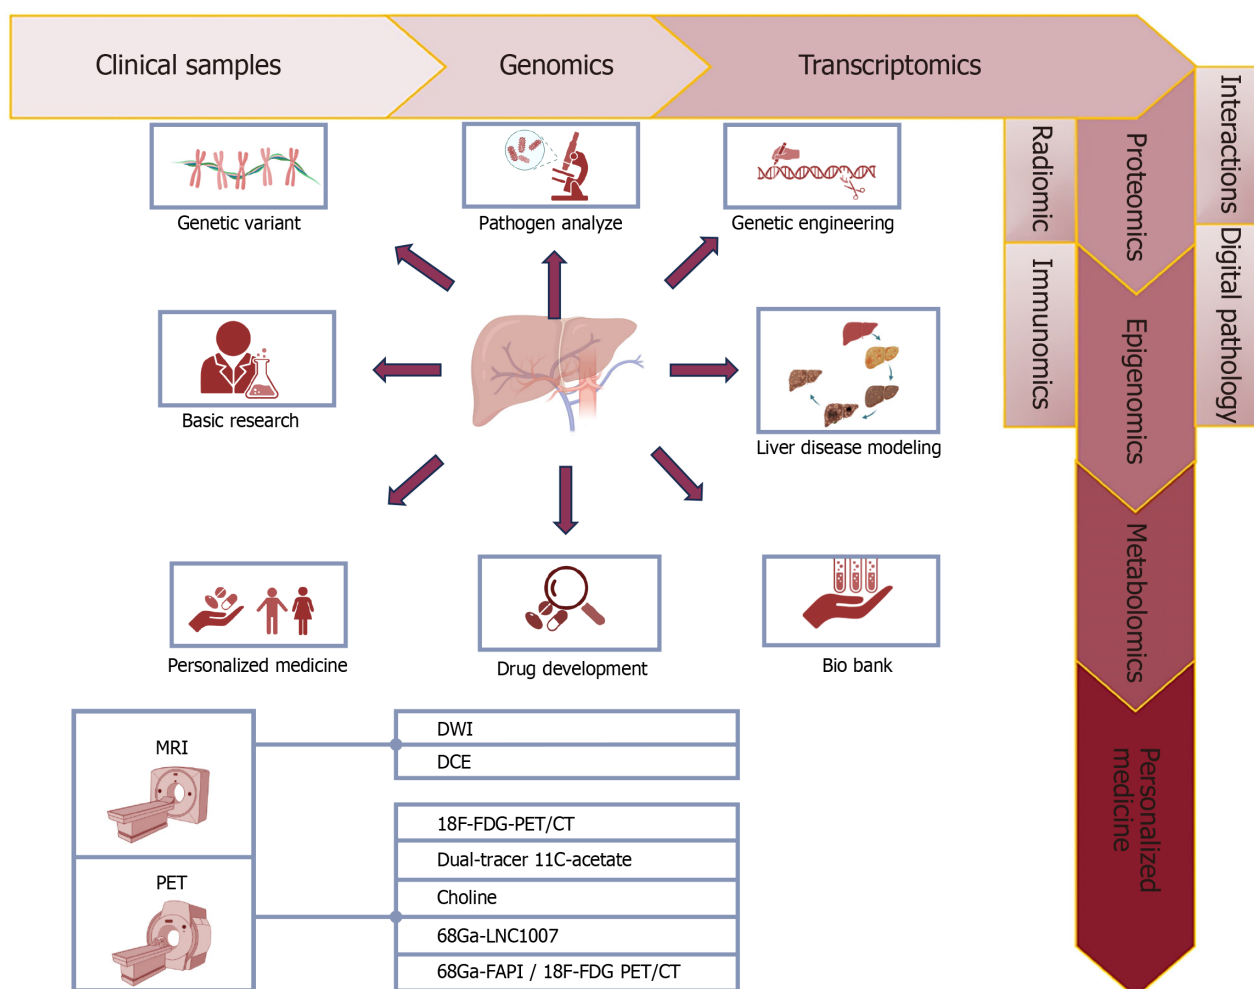 Clinical samples
Genomics
Transcriptomics
Interactions
Radiomic
Proteomics
Digital pathology
Immunomics
Epigenomics
Metabolomics
Personalized
medicine
Genetic variant
Pathogen analyze
Genetic engineering
Basic research
Liver disease modeling
Personalized medicine
Drug development
Bio bank
MRI
DWI
DCE
PET
18F-FDG-PET/CT
Dual-tracer 11C-acetate
Choline
68Ga-LNC1007
68Ga-FAPI / 18F-FDG PET/CT